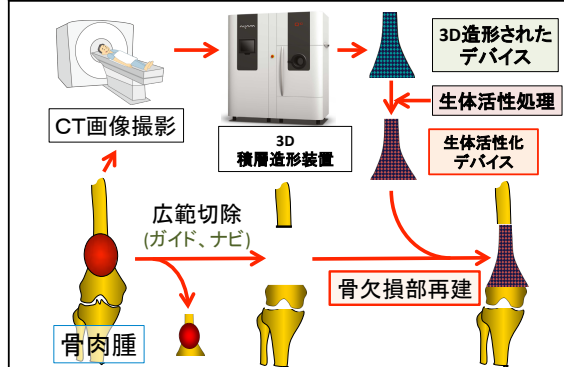 CT画像撮影
3D
積層造形装置
3D造形された
デバイス
生体活性処理
生体活性化
デバイス
広範切除
(ガイド、ナビ)
骨欠損部再建
骨肉腫